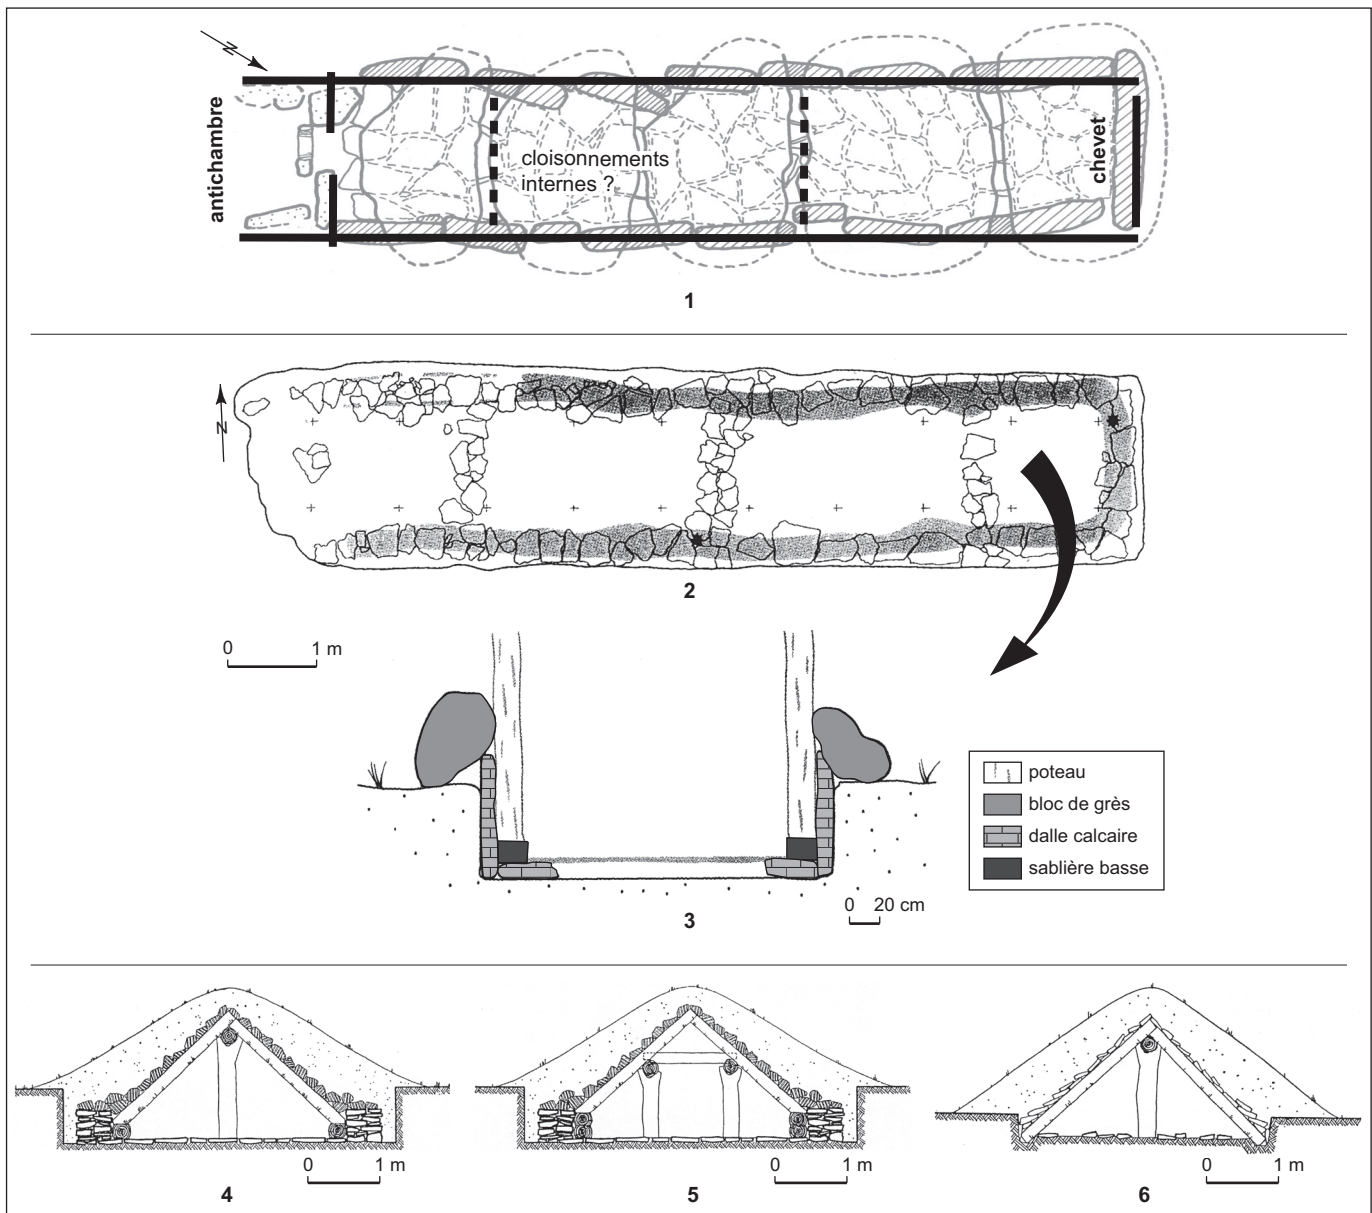 N
antichambre
cloisonnements
internes ?
chevet
1
N
2
0 1 m
3
poteau
bloc de grès
dalle calcaire
sablière basse
0 20 cm
0 1 m
4
0 1 m
5
0 1 m
6